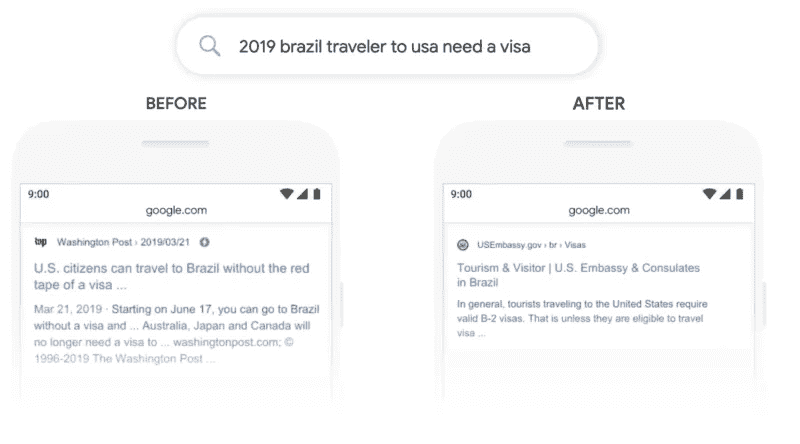 2019 brazil traveler to usa need a visa
BEFORE
9:00
google.com
wp Washington Post › 2019/03/21
U.S. citizens can travel to Brazil without the red
tape of a visa ...
Mar 21, 2019 · Starting on June 17, you can go to Brazil
without a visa and ... Australia, Japan and Canada will
no longer need a visa to ... washingtonpost.com; ©
1996-2019 The Washington Post ...
AFTER
9:00
google.com
USEmbassy.gov › br › Visas
Tourism & Visitor | U.S. Embassy & Consulates
in Brazil
In general, tourists traveling to the United States require
valid B-2 visas. That is unless they are eligible to travel
visa ...